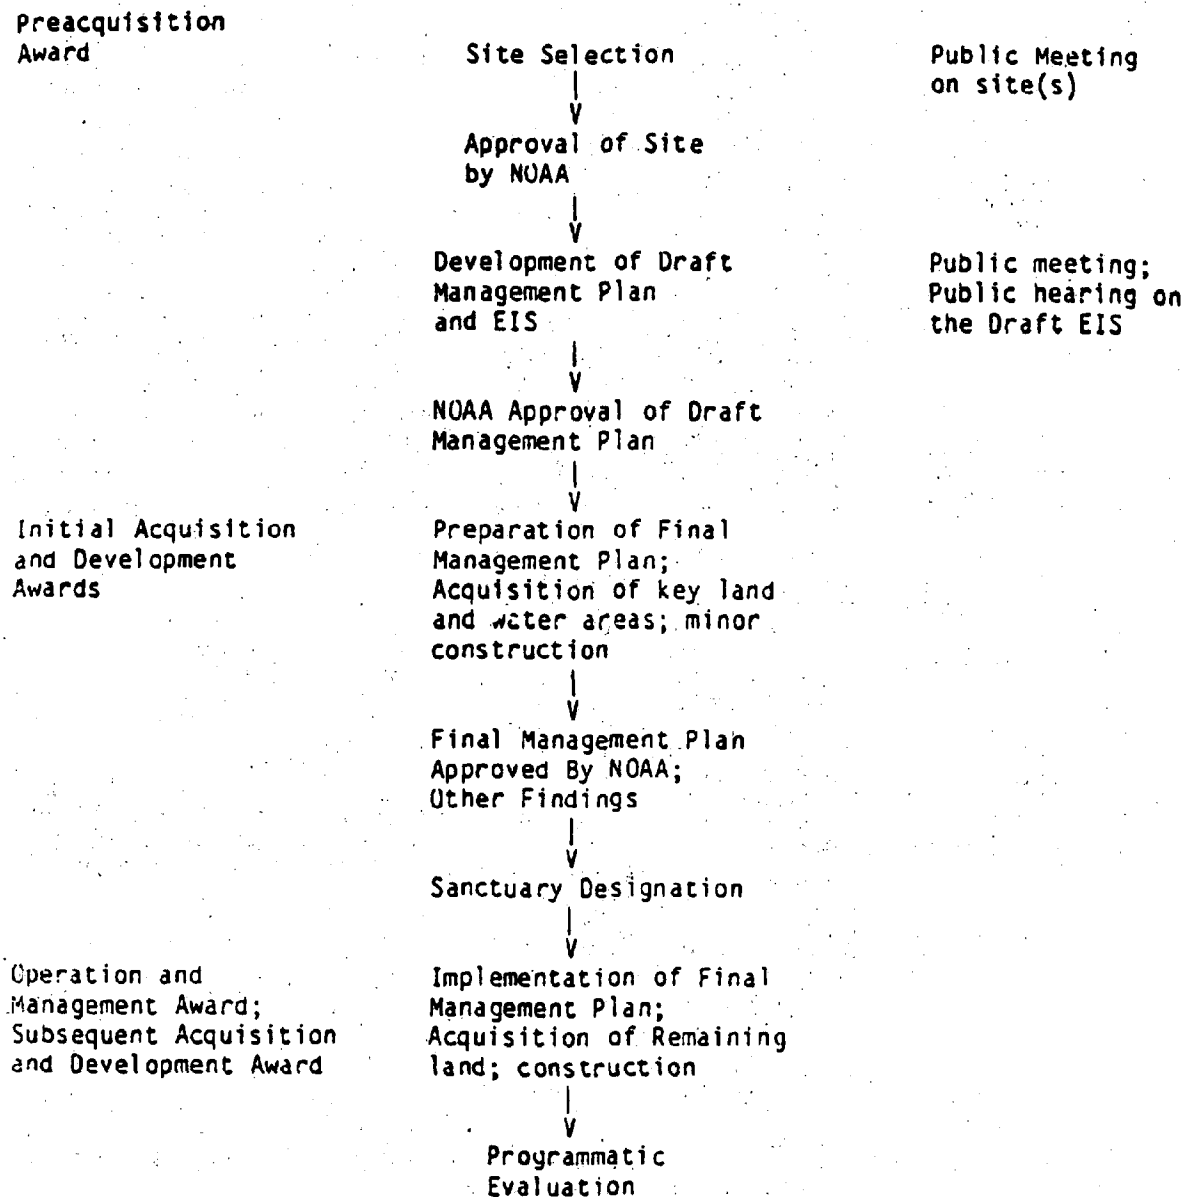 Preacquisition
Award
Site Selection
Public Meeting
on site(s)
Approval of Site
by NOAA
Development of Draft
Management Plan
and EIS
Public meeting;
Public hearing on
the Draft EIS
NOAA Approval of Draft
Management Plan
Initial Acquisition
and Development
Awards
Preparation of Final
Management Plan;
Acquisition of key land
and water areas; minor
construction
Final Management Plan
Approved By NOAA;
Other Findings
Sanctuary Designation
Operation and
Management Award;
Subsequent Acquisition
and Development Award
Implementation of Final
Management Plan;
Acquisition of Remaining
land; construction
Programmatic
Evaluation